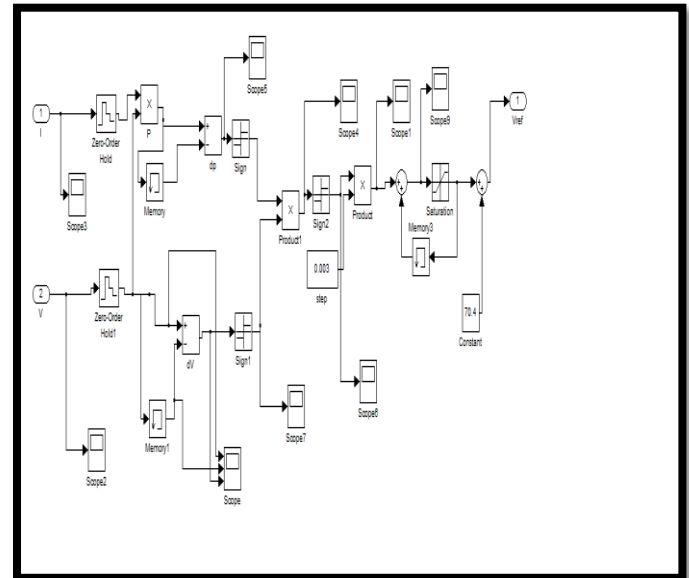 Scope5
1
I
Zero-Order
Hold
X
P
+
−
dp
Sign
Scope3
Memory
Scope4
Scope1
Scope9
1
Vref
X
Product1
Sign2
X
Product
+
+
Saturation
+
+
Memory3
0.003
step
70.4
Constant
2
V
Zero-Order
Hold1
+
−
dV
Sign1
Scope7
Scope6
Memory1
Scope2
Scope